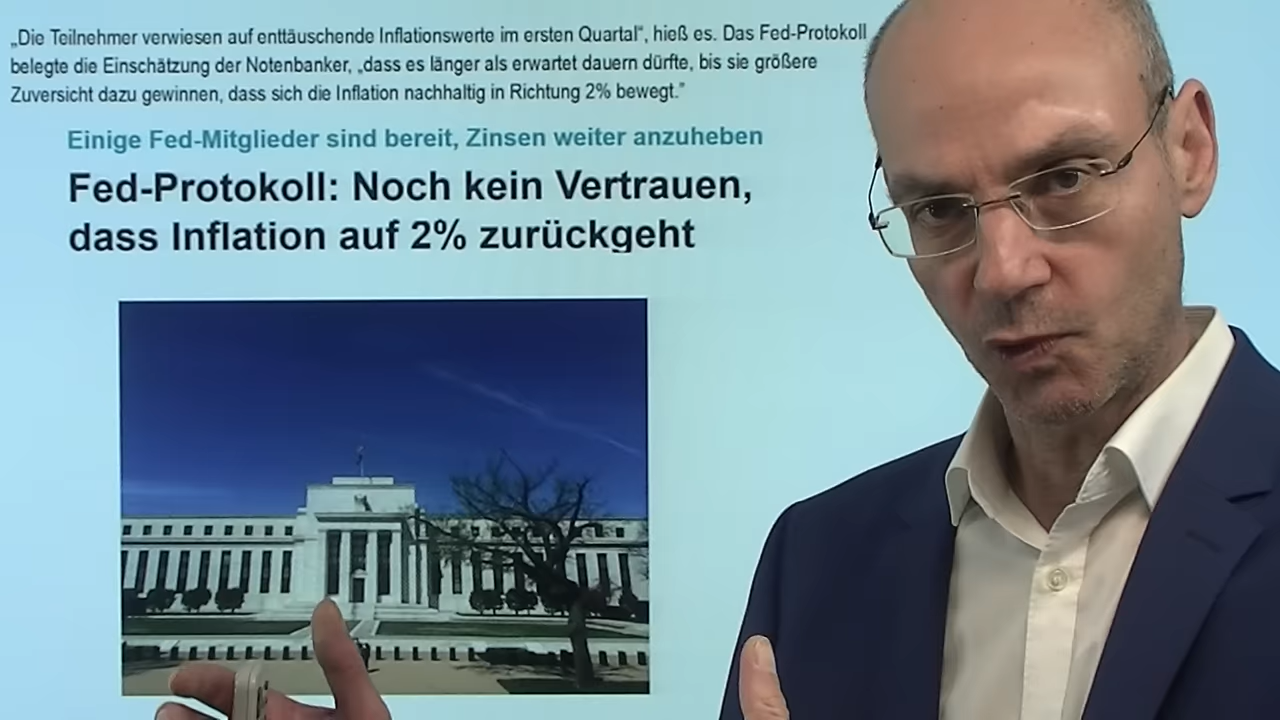 „Die Teilnehmer verwiesen auf enttäuschende Inflationswerte im ersten Quartal“, hieß es. Das Fed-Protokoll
belegte die Einschätzung der Notenbanker, „dass es länger als erwartet dauern dürfte, bis sie größere
Zuversicht dazu gewinnen, dass sich die Inflation nachhaltig in Richtung 2% bewegt.”
Einige Fed-Mitglieder sind bereit, Zinsen weiter anzuheben
Fed-Protokoll: Noch kein Vertrauen,
dass Inflation auf 2% zurückgeht